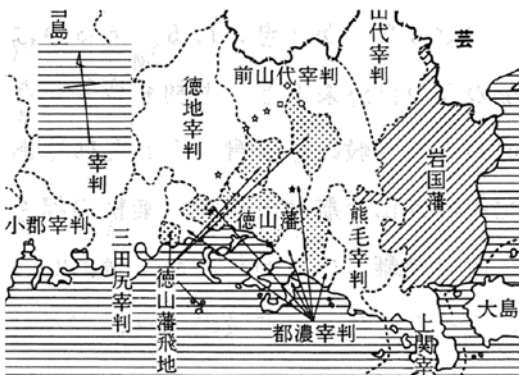 山代宰判
芸
前山代宰判
徳地宰判
宰判
岩国藩
小郡宰判
三田尻宰判
徳山藩
熊毛宰判
徳山藩飛地
都濃宰判
上関宰
大島
島